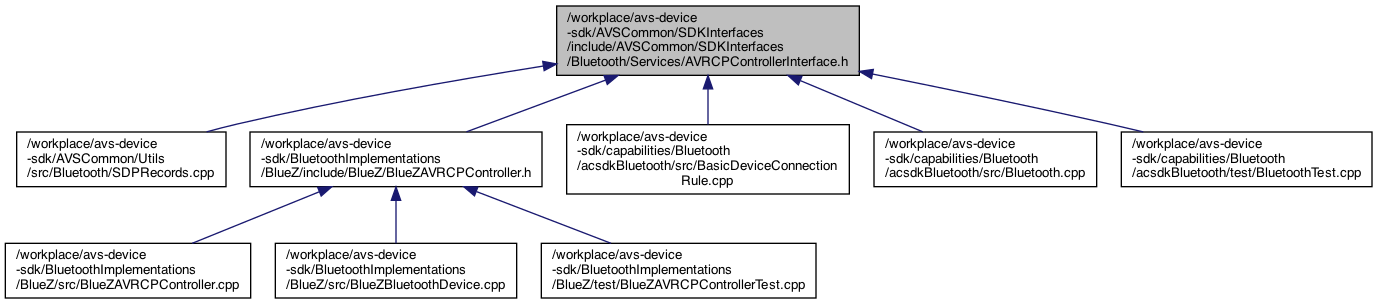 /workplace/avs-device
-sdk/AVSCommon/SDKInterfaces
/include/AVSCommon/SDKInterfaces
/Bluetooth/Services/AVRCPControllerInterface.h
/workplace/avs-device
-sdk/AVSCommon/Utils
/src/Bluetooth/SDPRecords.cpp
/workplace/avs-device
-sdk/BluetoothImplementations
/BlueZ/include/BlueZ/BlueZAVRCPController.h
/workplace/avs-device
-sdk/capabilities/Bluetooth
/acsdkBluetooth/src/BasicDeviceConnection
Rule.cpp
/workplace/avs-device
-sdk/capabilities/Bluetooth
/acsdkBluetooth/src/Bluetooth.cpp
/workplace/avs-device
-sdk/capabilities/Bluetooth
/acsdkBluetooth/test/BluetoothTest.cpp
/workplace/avs-device
-sdk/BluetoothImplementations
/BlueZ/src/BlueZAVRCPController.cpp
/workplace/avs-device
-sdk/BluetoothImplementations
/BlueZ/src/BlueZBluetoothDevice.cpp
/workplace/avs-device
-sdk/BluetoothImplementations
/BlueZ/test/BlueZAVRCPControllerTest.cpp